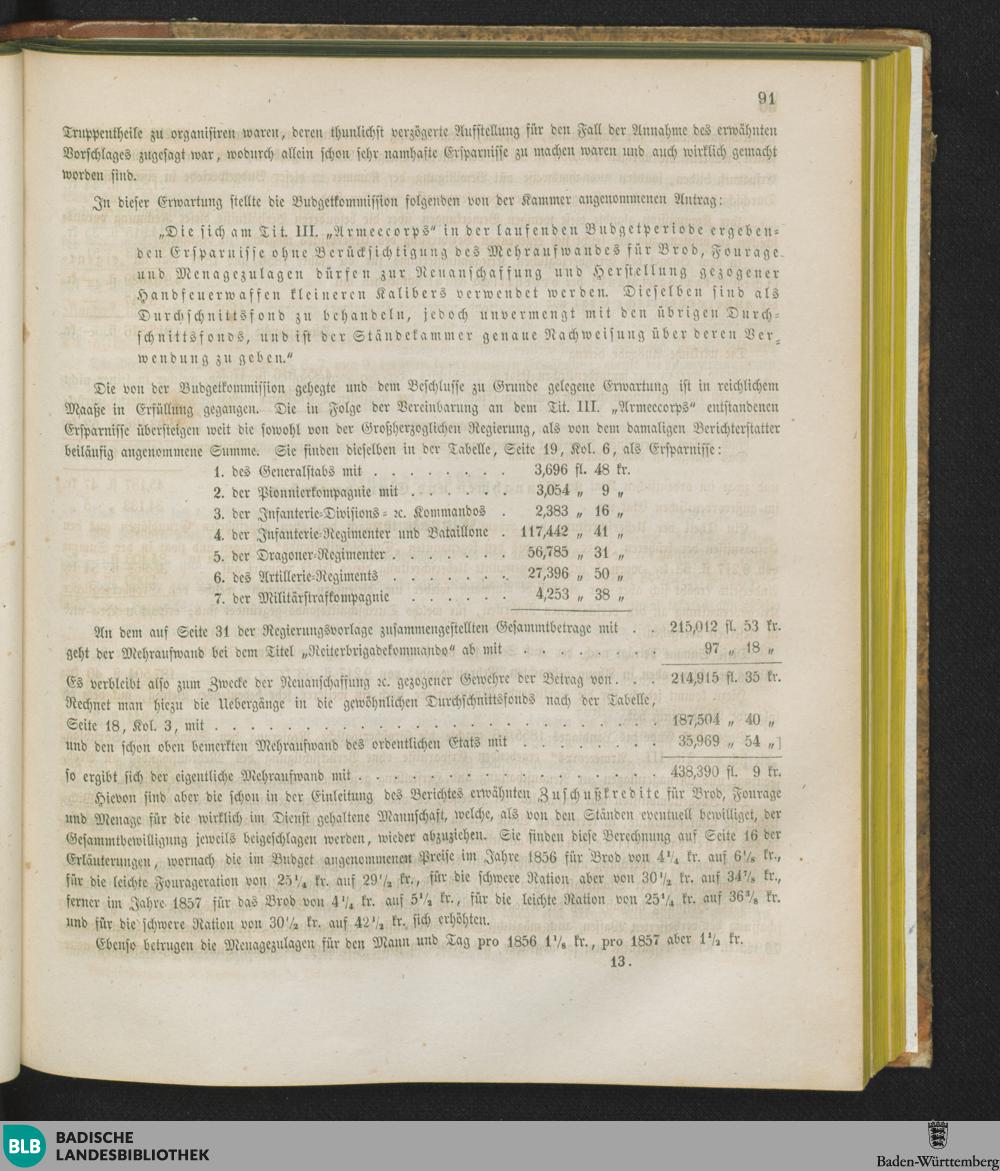 91
Truppentheile zu organisiren waren, deren thunlichst verzögerte Aufstellung für den Fall der Annahme des erwähnten
Vorschlages zugesagt war, wodurch allein schon sehr namhafte Ersparnisse zu machen waren und auch wirklich gemacht
worden sind.
In dieser Erwartung stellte die Budgetkommission folgenden von der Kammer angenommenen Antrag:
„Die sich am Tit. III. „Armeecorps" in der laufenden Budgetperiode ergeben-
den Ersparnisse ohne Berücksichtigung des Mehraufwandes für Brod, Fourage
und Menagezulagen dürfen zur Neuanschaffung und Herstellung gezogener
Handfeuerwaffen kleineren Kalibers verwendet werden. Dieselben sind als
Durchschnittsfond zu behandeln, jedoch unvermengt mit den übrigen Durch-
schnittsfonds, und ist der Ständekammer genaue Nachweisung über deren Ver-
wendung zu geben."
Die von der Budgetkommission gehegte und dem Beschlusse zu Grunde gelegene Erwartung ist in reichlichem
Maaße in Erfüllung gegangen. Die in Folge der Vereinbarung an dem Tit. III. „Armeecorps" entstandenen
Ersparnisse übersteigen weit die sowohl von der Großherzoglichen Regierung, als von dem damaligen Berichterstatter
beiläufig angenommene Summe. Sie finden dieselben in der Tabelle, Seite 19, Kol. 6, als Ersparnisse:
1. des Generalstabs mit . . . . . . . . 3,696 fl. 48 kr.
2. der Pionnierkompagnie mit . . . . . . 3,054 „ 9 „
3. der Infanterie-Divisions- ꝛc. Kommandos . 2,383 „ 16 „
4. der Infanterie-Regimenter und Bataillone . 117,442 „ 41 „
5. der Dragoner-Regimenter . . . . . . . 56,785 „ 31 „
6. des Artillerie-Regiments . . . . . . . 27,396 „ 50 „
7. der Militärstrafkompagnie . . . . . . 4,253 „ 38 „
An dem auf Seite 31 der Regierungsvorlage zusammengestellten Gesammtbetrage mit . . 215,012 fl. 53 kr.
geht der Mehraufwand bei dem Titel „Reiterbrigadekommando" ab mit . . . . . . . . 97 „ 18 „
Es verbleibt also zum Zwecke der Neuanschaffung ꝛc. gezogener Gewehre der Betrag von . . . 214,915 fl. 35 kr.
Rechnet man hiezu die Uebergänge in die gewöhnlichen Durchschnittsfonds nach der Tabelle,
Seite 18, Kol. 3, mit . . . . . . . . . . . . . . . . . . . . . . . . 187,504 „ 40 „
und den schon oben bemerkten Mehraufwand des ordentlichen Etats mit . . . . . . . . 35,969 „ 54 „]
so ergibt sich der eigentliche Mehraufwand mit . . . . . . . . . . . . . . . . 438,390 fl. 9 kr.
Hievon sind aber die schon in der Einleitung des Berichtes erwähnten Zuschußkredite für Brod, Fourage
und Menage für die wirklich im Dienst gehaltene Mannschaft, welche, als von den Ständen eventuell bewilliget, der
Gesammtbewilligung jeweils beigeschlagen werden, wieder abzuziehen. Sie finden diese Berechnung auf Seite 16 der
Erläuterungen, wornach die im Budget angenommenen Preise im Jahre 1856 für Brod von 4¹/₄ kr. auf 6¹/₈ kr.,
für die leichte Fourageration von 25¹/₄ kr. auf 29¹/₂ kr., für die schwere Ration aber von 30¹/₂ kr. auf 34⁷/₈ kr.,
ferner im Jahre 1857 für das Brod von 4¹/₄ kr. auf 5¹/₂ kr., für die leichte Ration von 25¹/₄ kr. auf 36³/₈ kr.
und für die schwere Ration von 30¹/₂ kr. auf 42¹/₂ kr. sich erhöhten.
Ebenso betrugen die Menagezulagen für den Mann und Tag pro 1856 1¹/₈ kr., pro 1857 aber 1¹/₂ kr.
13.
BLB BADISCHE
LANDESBIBLIOTHEK
Baden-Württemberg